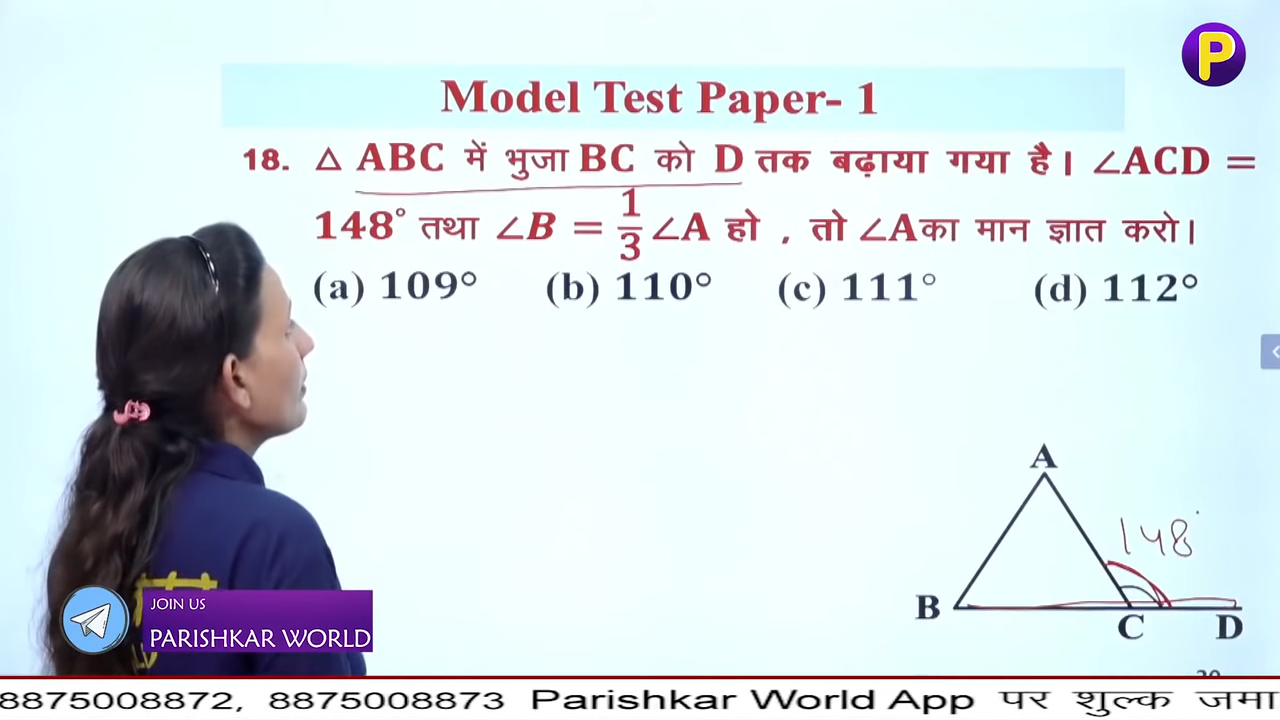 P
Model Test Paper- 1
18. △ ABC में भुजा BC को D तक बढ़ाया गया है। ∠ACD =
148° तथा ∠B = 1/3 ∠A हो , तो ∠A का मान ज्ञात करो।
(a) 109° (b) 110° (c) 111° (d) 112°
A
148°
B
C
D
JOIN US
PARISHKAR WORLD
8875008872, 8875008873 Parishkar World App पर शुल्क जमा